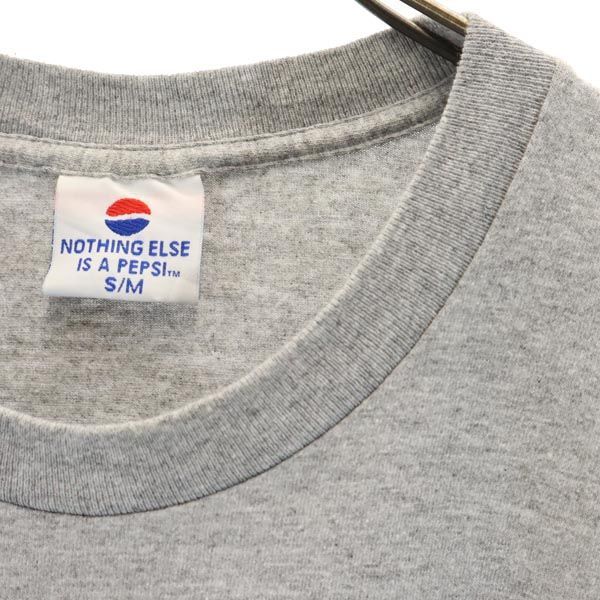 NOTHING ELSE
IS A PEPSI™
S/M